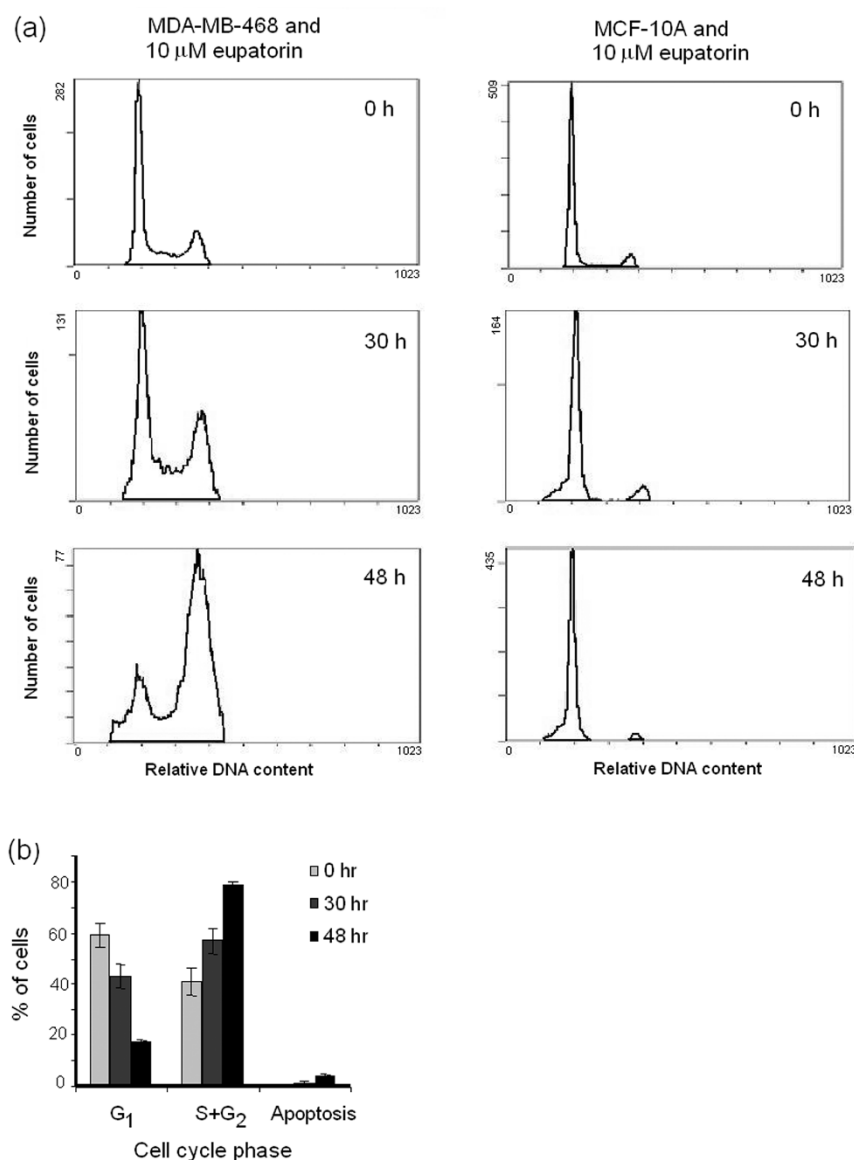 (a)
MDA-MB-468 and
10 µM eupatorin
MCF-10A and
10 µM eupatorin
Number of cells
282
0 h
0
1023
509
0 h
0
1023
Number of cells
131
30 h
0
1023
164
30 h
0
1023
Number of cells
77
48 h
0
1023
Relative DNA content
435
48 h
0
1023
Relative DNA content
(b)
% of cells
80
60
40
20
0
0 hr
30 hr
48 hr
G1
S+G2
Apoptosis
Cell cycle phase